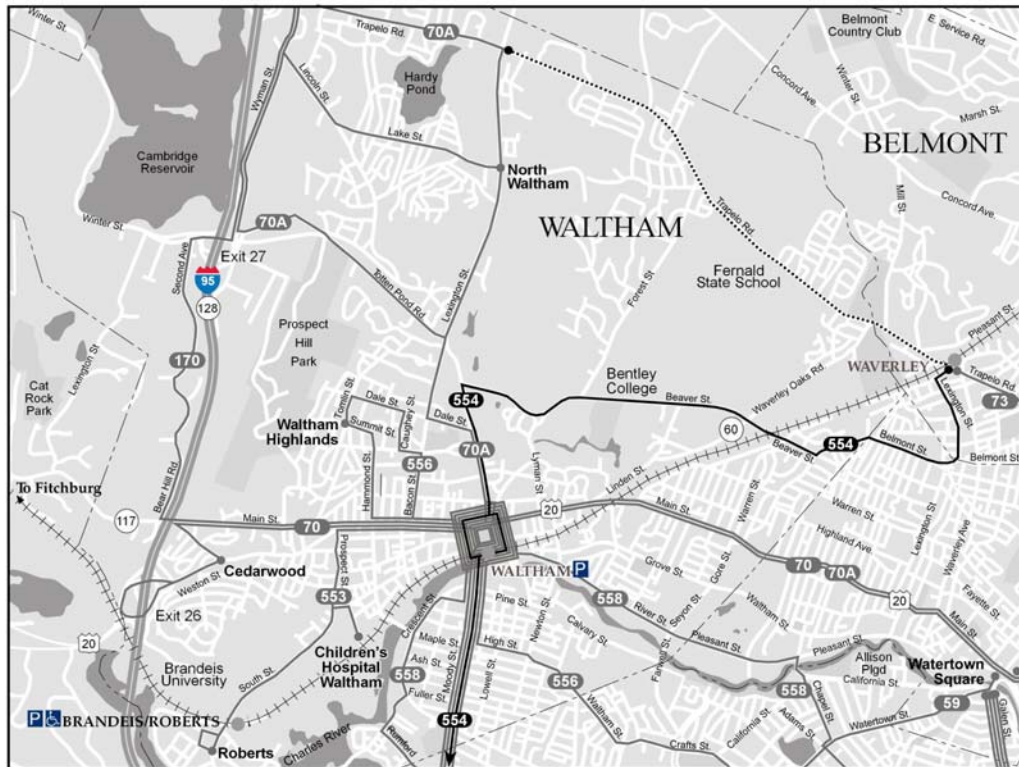 Winter St.
Trapelo Rd.
70A
Belmont
Country Club
E. Service Rd.
Wyman St.
Lincoln St.
Hardy
Pond
Concord Ave.
Winter St.
Marsh St.
BELMONT
Lake St.
Cambridge
Reservoir
North
Waltham
Mill St.
Concord Ave.
Trapelo Rd.
WALTHAM
Winter St.
70A
Second Ave
Exit 27
95
128
Totten Pond Rd.
Lexington St.
Forest St
Fernald
State School
Pleasant St.
Prospect
Hill
Park
Lexington St
170
Cat
Rock
Park
Bentley
College
Waverley Oaks Rd
WAVERLEY
Trapelo Rd.
73
Tomlin St.
Dale St.
554
Beaver St.
Lexington St.
Caughey St.
Summit St.
Waltham
Highlands
Dale St.
60
554
Belmont St.
Beaver St.
Belmont St
70A
556
Hammond St.
Bacon St.
Lyman St.
Linden St.
Bear Hill Rd
To Fitchburg
117
Main St.
70
20
Main St.
Warren St.
Warren St.
Highland Ave.
Lexington St.
Waverley Ave
Prospect St
Cedarwood
Weston St.
WALTHAM
P
Grove St.
Gore St.
70
70A
20
Fayette St.
Exit 26
553
Crescent St.
Pine St.
Newton St.
558
River St.
Seyon St.
Waltham St.
Main St.
20
Calvary St.
Pleasant St.
Pleasant St.
Brandeis
University
Children's
Hospital
Waltham
Maple St.
Ash St.
Moody St.
High St.
Lowell St.
Farwell St.
Allison
Plgd
California St.
Watertown
Square
South St.
558
Fuller St.
556
558
Chapel St.
59
BRANDEIS/ROBERTS
P
Roberts
Charles River
Rumford
554
Waltham St.
Crafts St.
California St.
Adams St.
Watertown St.
Galen St.